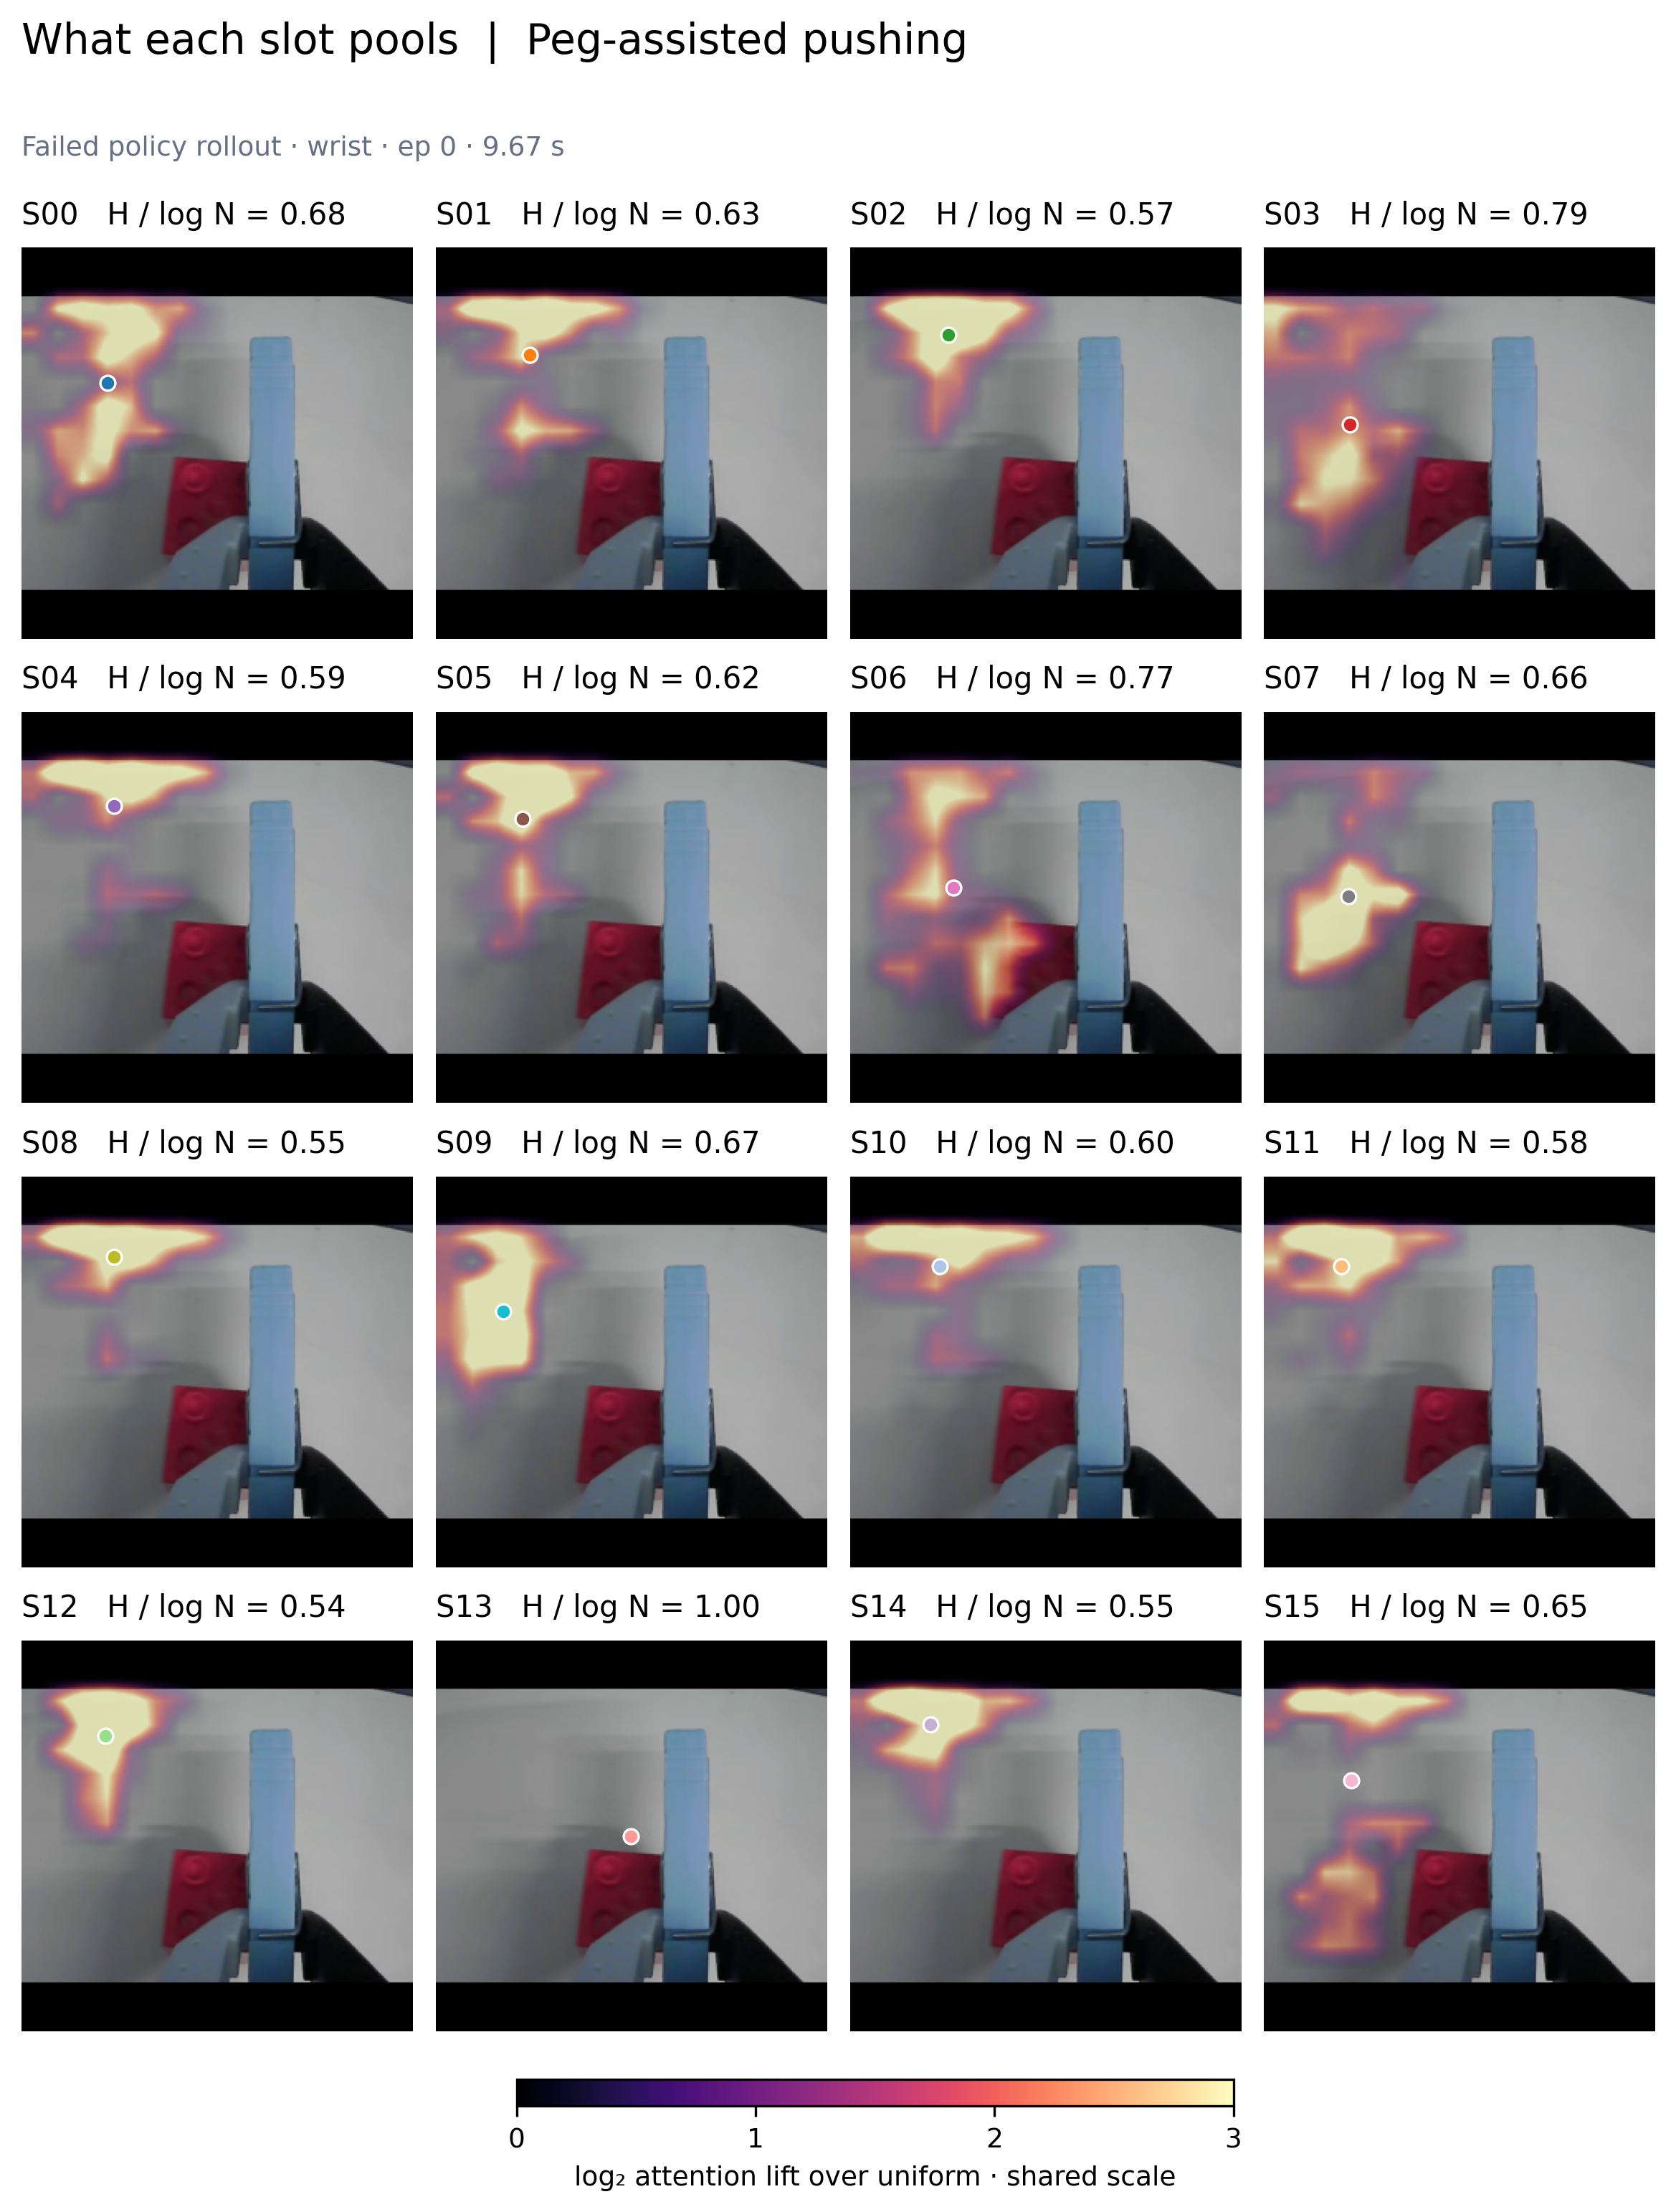 What each slot pools | Peg-assisted pushing
Failed policy rollout · wrist · ep 0 · 9.67 s
S00 H / log N = 0.68
S01 H / log N = 0.63
S02 H / log N = 0.57
S03 H / log N = 0.79
S04 H / log N = 0.59
S05 H / log N = 0.62
S06 H / log N = 0.77
S07 H / log N = 0.66
S08 H / log N = 0.55
S09 H / log N = 0.67
S10 H / log N = 0.60
S11 H / log N = 0.58
S12 H / log N = 0.54
S13 H / log N = 1.00
S14 H / log N = 0.55
S15 H / log N = 0.65
0 1 2 3
log₂ attention lift over uniform · shared scale